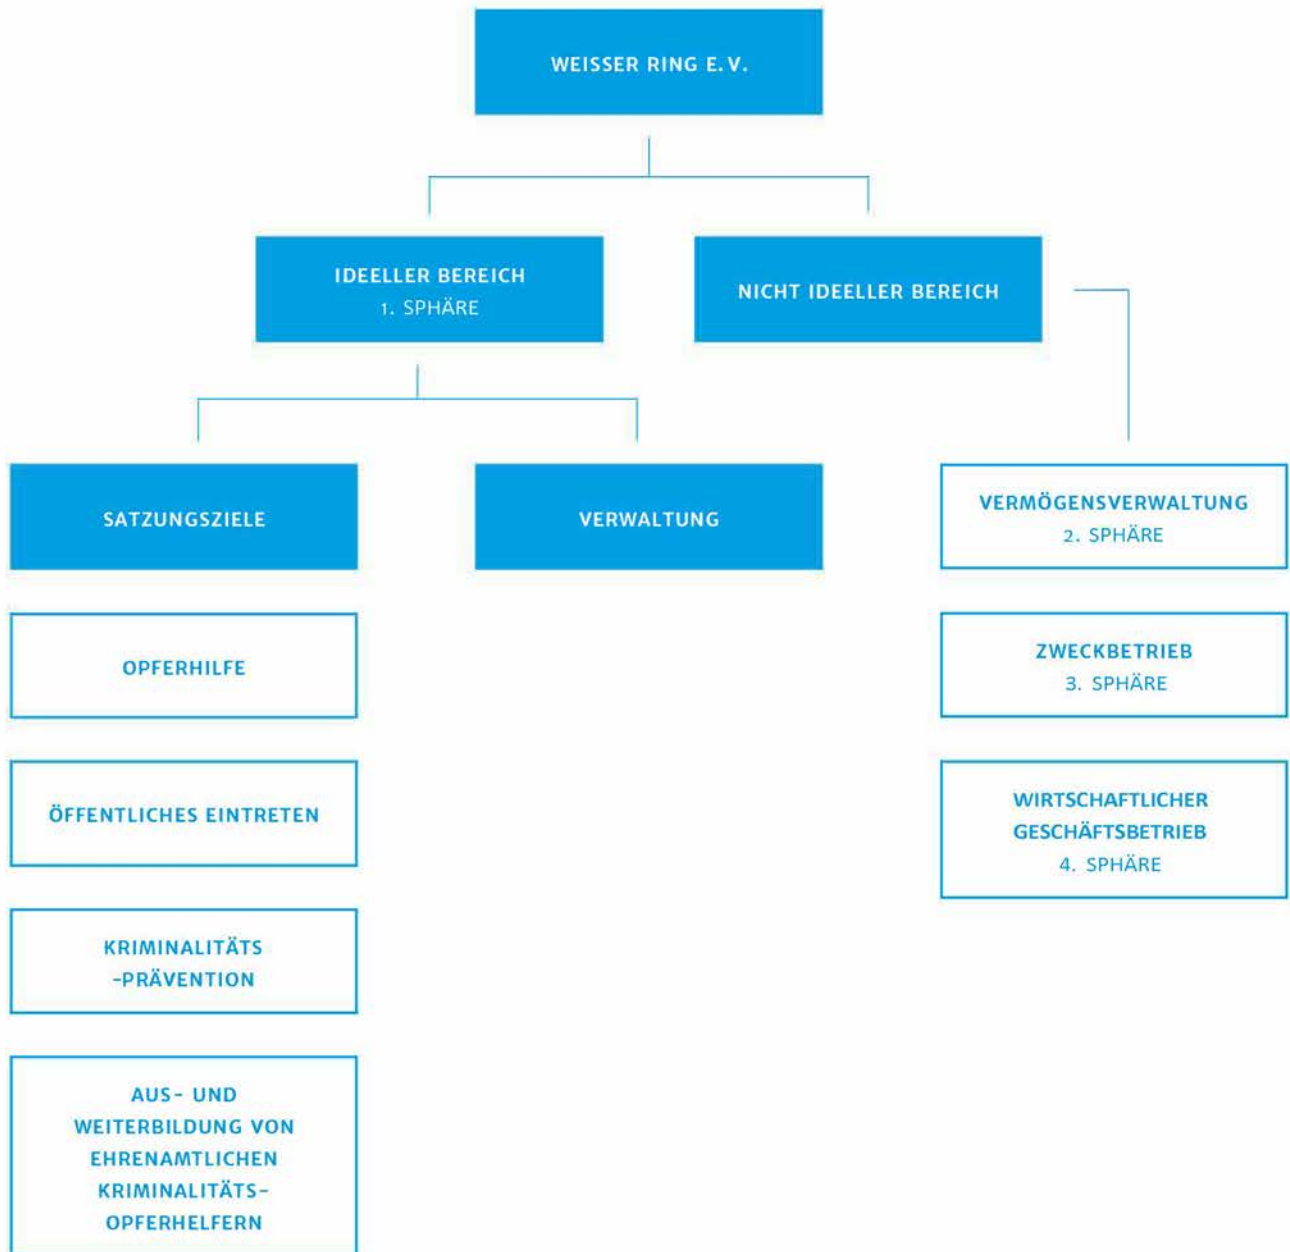 WEISSER RING E. V.
IDEELLER BEREICH
1. SPHÄRE
NICHT IDEELLER BEREICH
SATZUNGSZIELE
VERWALTUNG
VERMÖGENSVERWALTUNG
2. SPHÄRE
OPFERHILFE
ZWECKBETRIEB
3. SPHÄRE
ÖFFENTLICHES EINTRETEN
WIRTSCHAFTLICHER
GESCHÄFTSBETRIEB
4. SPHÄRE
KRIMINALITÄTS
-PRÄVENTION
AUS- UND
WEITERBILDUNG VON
EHRENAMTLICHEN
KRIMINALITÄTS-
OPFERHELFERN